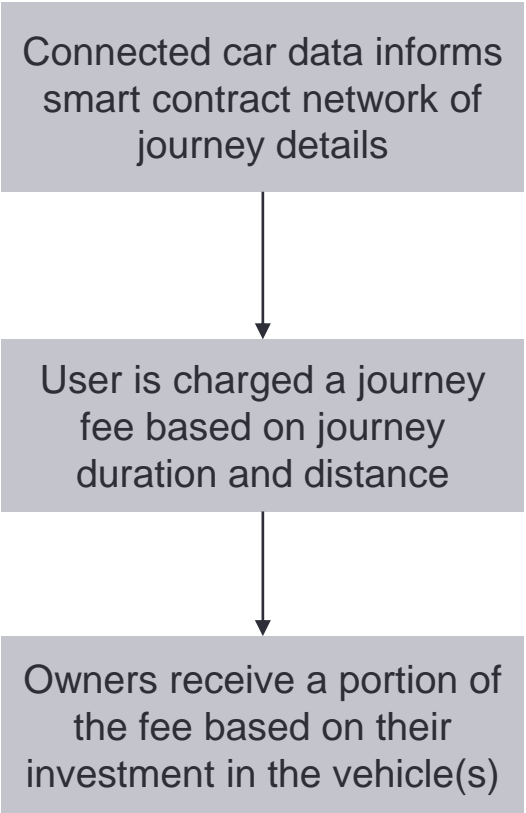 Connected car data informs
smart contract network of
journey details
User is charged a journey
fee based on journey
duration and distance
Owners receive a portion of
the fee based on their
investment in the vehicle(s)